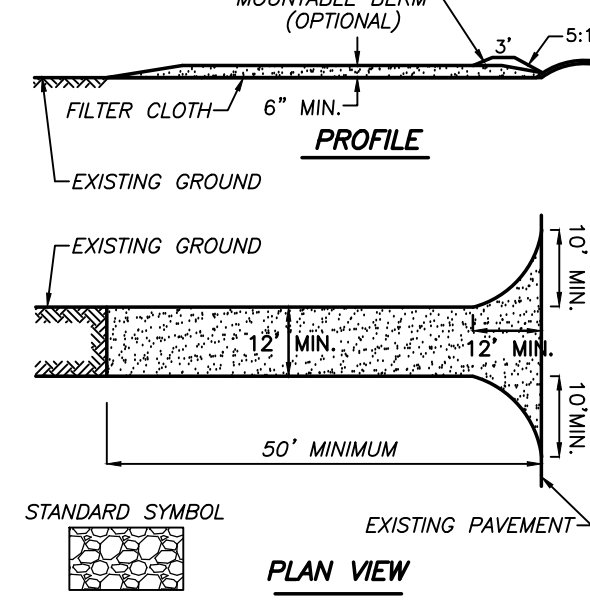 MOUNTABLE BERM
(OPTIONAL)
3'
5:1
FILTER CLOTH
6" MIN.
PROFILE
EXISTING GROUND
EXISTING GROUND
10' MIN.
12' MIN.
12' MIN.
10'MIN.
50' MINIMUM
STANDARD SYMBOL
EXISTING PAVEMENT
PLAN VIEW